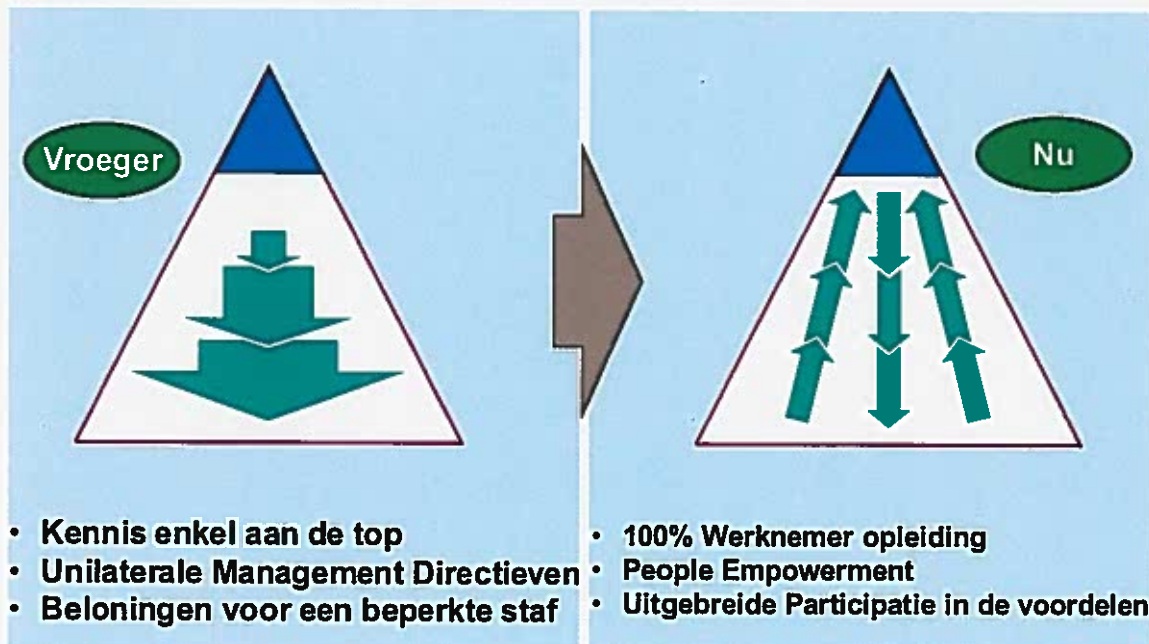 Vroeger
• Kennis enkel aan de top
• Unilaterale Management Directieven
• Beloningen voor een beperkte staf
Nu
• 100% Werknemer opleiding
• People Empowerment
• Uitgebreide Participatie in de voordelen